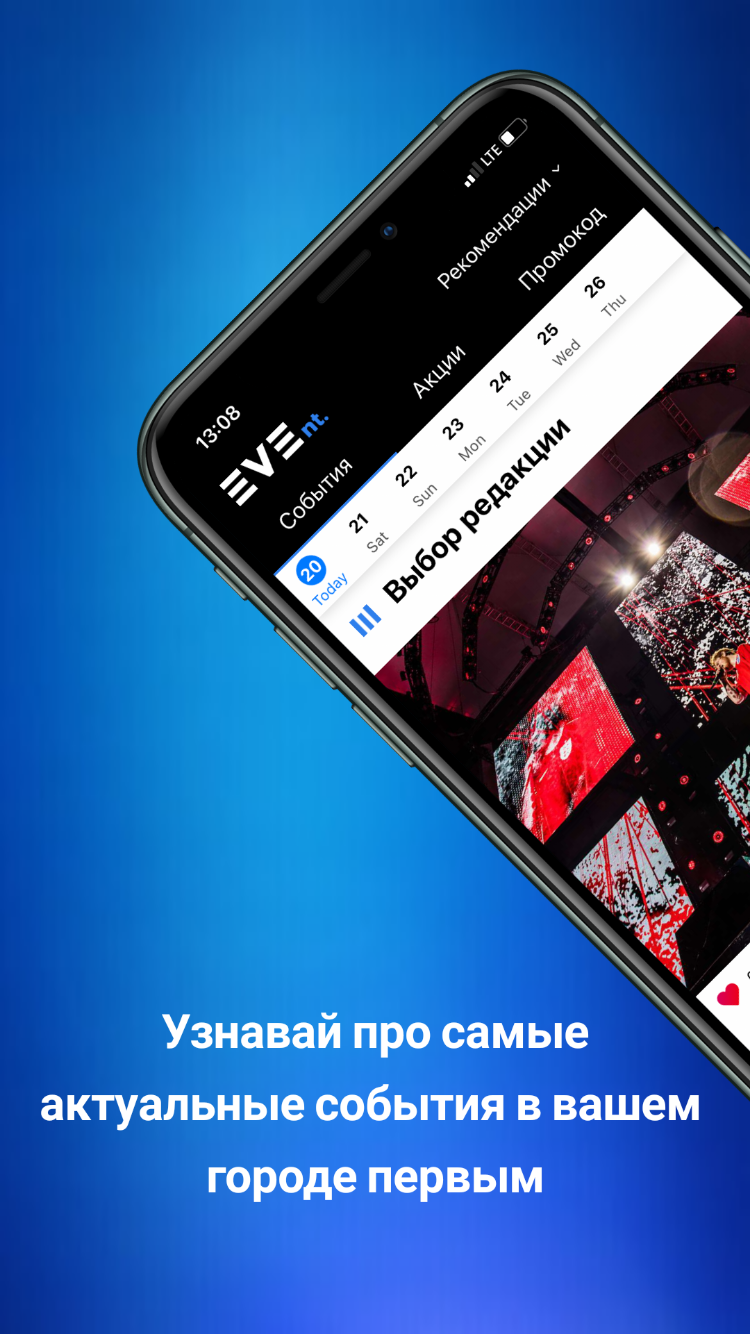 13:08
LTE
EVEnt.
Рекомендации
События
Акции
Промокод
20 21 22 23 24 25 26
Today Sat Sun Mon Tue Wed Thu
Выбор редакции
Узнавай про самые
актуальные события в вашем
городе первым